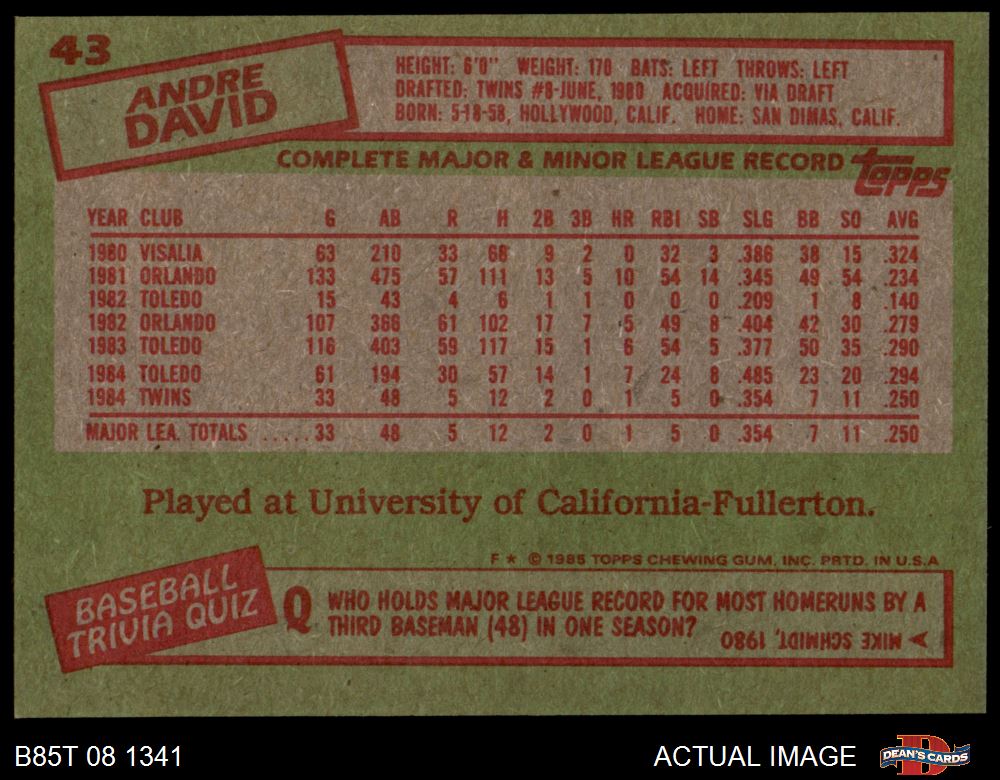 43
ANDRE
DAVID
HEIGHT: 6'0" WEIGHT: 170 BATS: LEFT THROWS: LEFT
DRAFTED: TWINS #8-JUNE, 1980 ACQUIRED: VIA DRAFT
BORN: 5-18-58, HOLLYWOOD, CALIF. HOME: SAN DIMAS, CALIF.
COMPLETE MAJOR & MINOR LEAGUE RECORD topps
YEAR CLUB G AB R H 2B 3B HR RBI SB SLG BB SO AVG
1980 VISALIA 63 210 33 68 9 2 0 32 3 .386 38 15 .324
1981 ORLANDO 133 475 57 111 13 5 10 54 14 .345 49 54 .234
1982 TOLEDO 15 43 4 6 1 1 0 0 0 .209 1 8 .140
1982 ORLANDO 107 366 61 102 17 7 5 49 8 .404 42 30 .279
1983 TOLEDO 116 403 59 117 15 1 6 54 5 .377 50 35 .290
1984 TOLEDO 61 194 30 57 14 1 7 24 8 .485 23 20 .294
1984 TWINS 33 48 5 12 2 0 1 5 0 .354 7 11 .250
MAJOR LEA. TOTALS .....33 48 5 12 2 0 1 5 0 .354 7 11 .250
Played at University of California-Fullerton.
F * © 1985 TOPPS CHEWING GUM, INC. PRTD. IN U.S.A
BASEBALL
TRIVIA QUIZ
Q WHO HOLDS MAJOR LEAGUE RECORD FOR MOST HOMERUNS BY A
THIRD BASEMAN (48) IN ONE SEASON?
A MIKE SCHMIDT, 1980
B85T 08 1341
ACTUAL IMAGE
D
DEAN'S CARDS